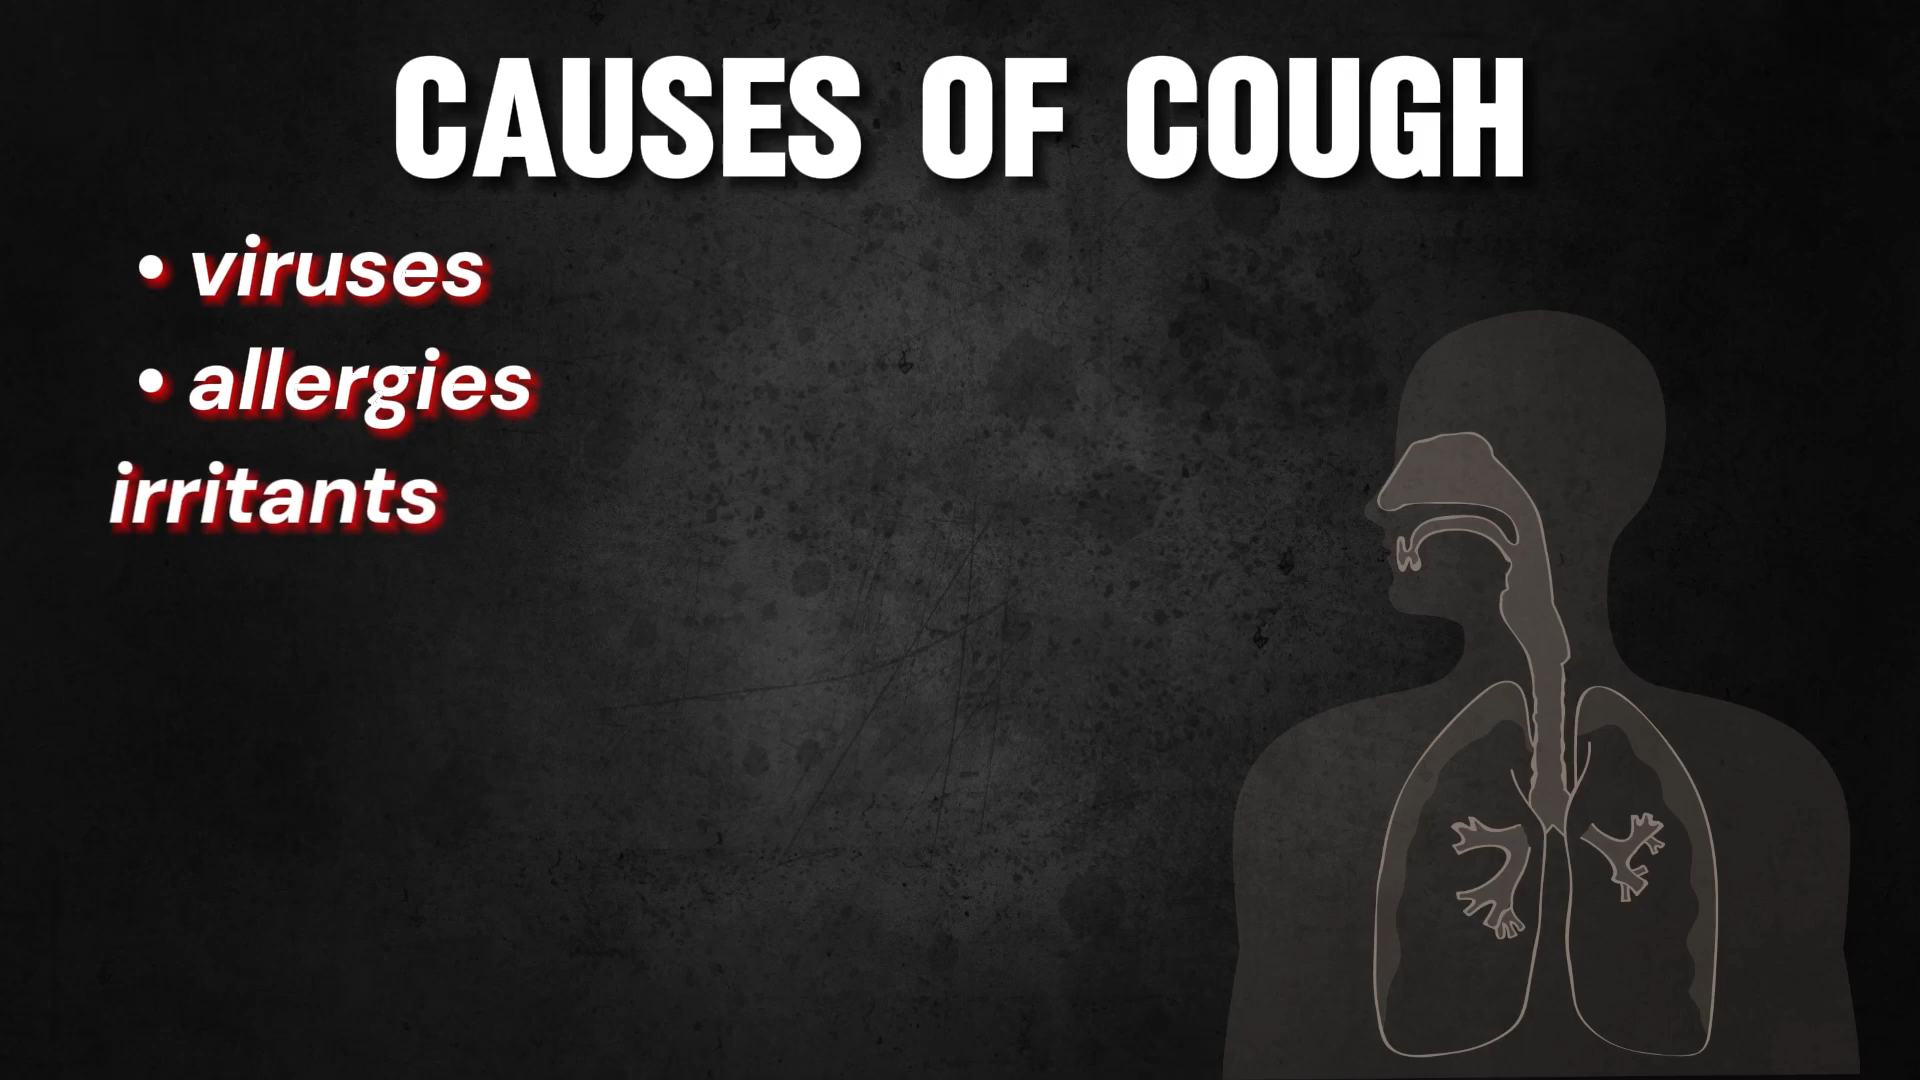 CAUSES OF COUGH
• viruses
• allergies
irritants